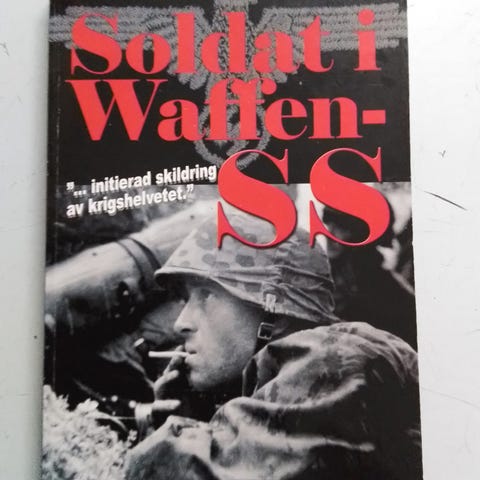 Soldat i
Waffen-
SS
"... initierad skildring
av krigshelvetet."